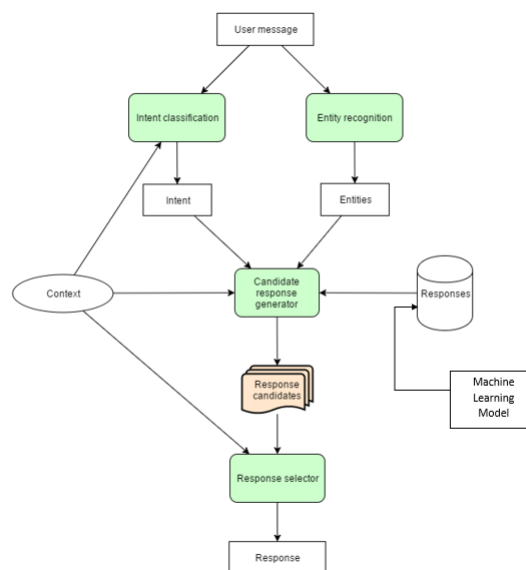 User message
Intent classification
Entity recognition
Intent
Entities
Context
Candidate
response
generator
Responses
Response
candidates
Machine
Learning
Model
Response selector
Response